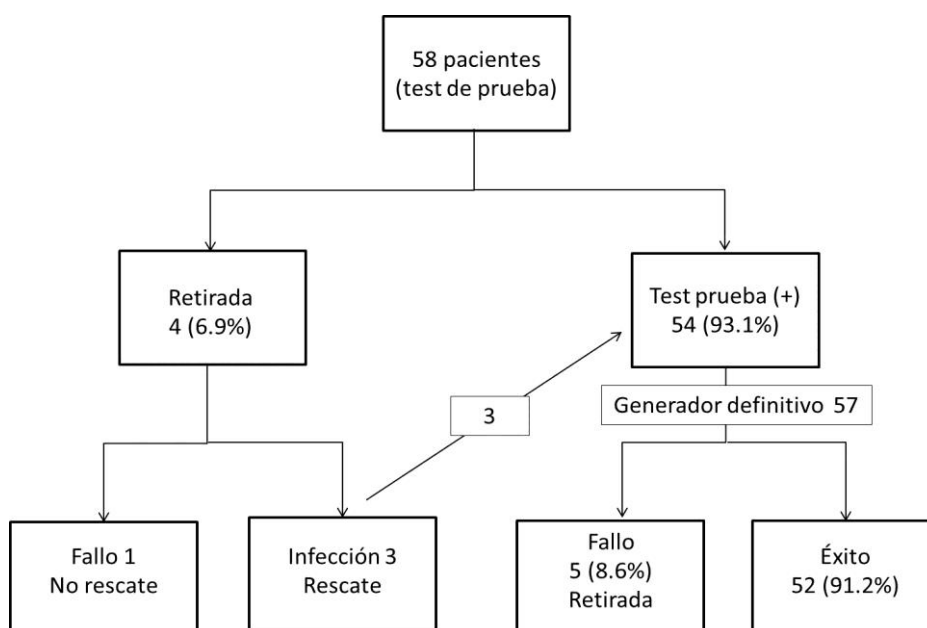 58 pacientes
(test de prueba)
Retirada
4 (6.9%)
Test prueba (+)
54 (93.1%)
3
Generador definitivo 57
Fallo 1
No rescate
Infección 3
Rescate
Fallo
5 (8.6%)
Retirada
Éxito
52 (91.2%)